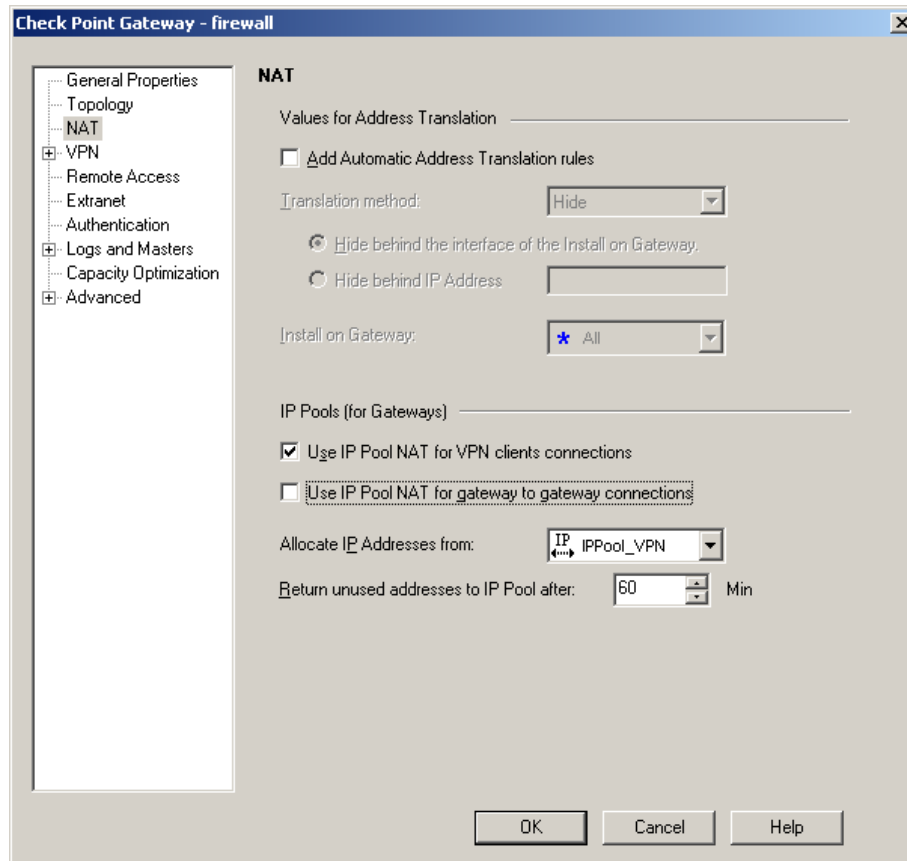 Check Point Gateway - firewall
General Properties
Topology
NAT
VPN
Remote Access
Extranet
Authentication
Logs and Masters
Capacity Optimization
Advanced
NAT
Values for Address Translation
Add Automatic Address Translation rules
Translation method: Hide
Hide behind the interface of the Install on Gateway.
Hide behind IP Address
Install on Gateway: * All
IP Pools (for Gateways)
Use IP Pool NAT for VPN clients connections
Use IP Pool NAT for gateway to gateway connections
Allocate IP Addresses from: IP IPPool_VPN
Return unused addresses to IP Pool after: 60 Min
OK Cancel Help